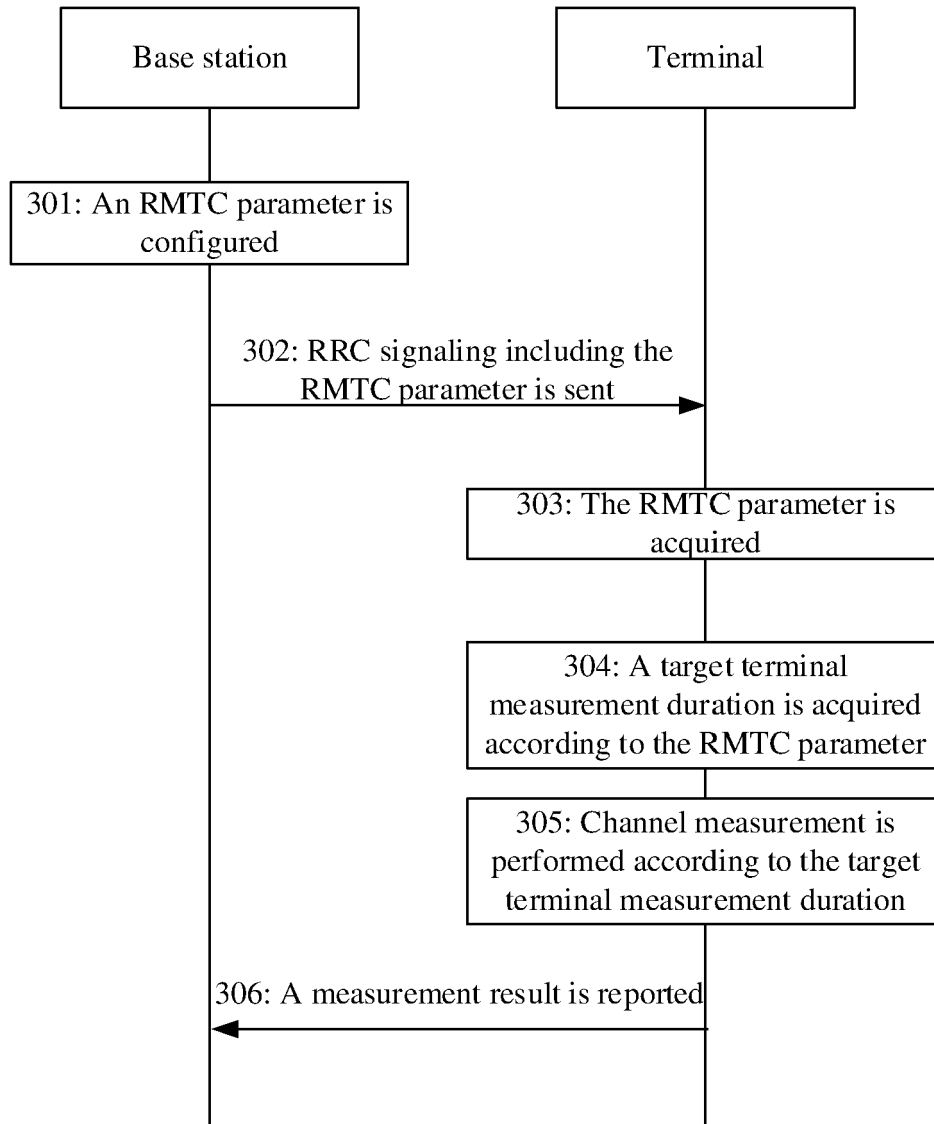 Base station
Terminal
301: An RMTC parameter is
configured
302: RRC signaling including the
RMTC parameter is sent
303: The RMTC parameter is
acquired
304: A target terminal
measurement duration is acquired
according to the RMTC parameter
305: Channel measurement is
performed according to the target
terminal measurement duration
306: A measurement result is reported